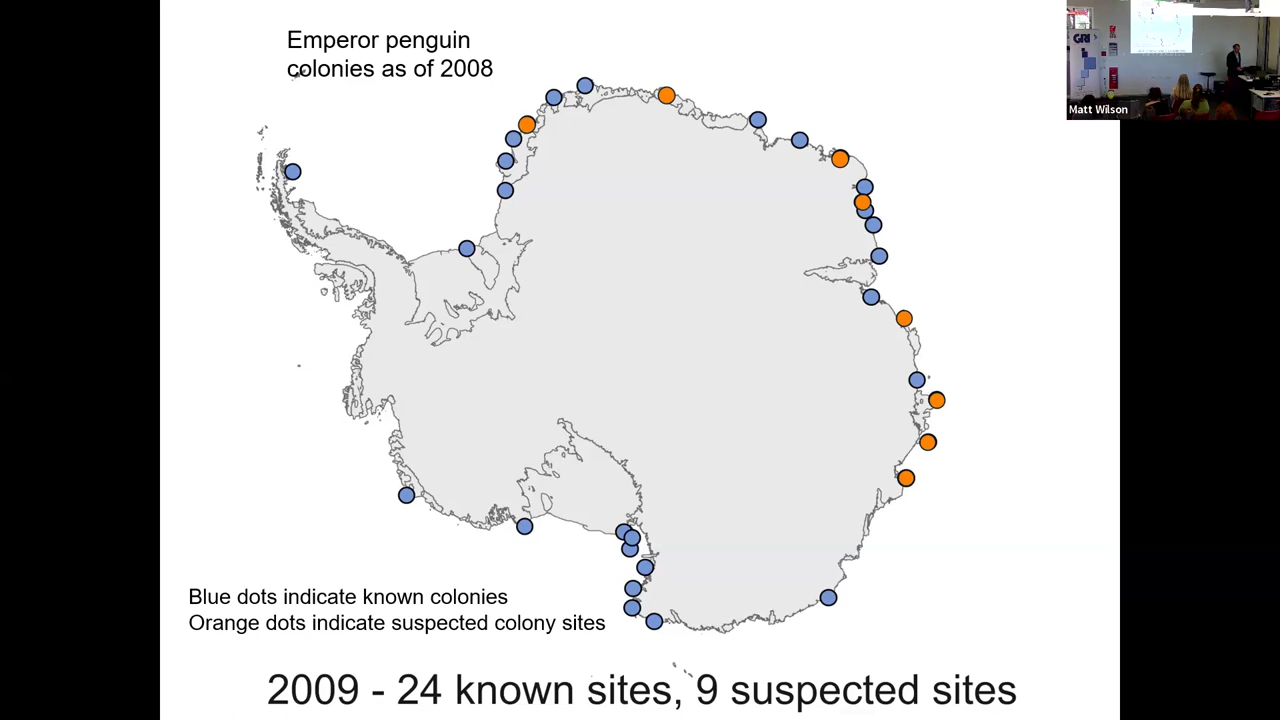 Emperor penguin
colonies as of 2008
GRI
Matt Wilson
Blue dots indicate known colonies
Orange dots indicate suspected colony sites
2009 - 24 known sites, 9 suspected sites